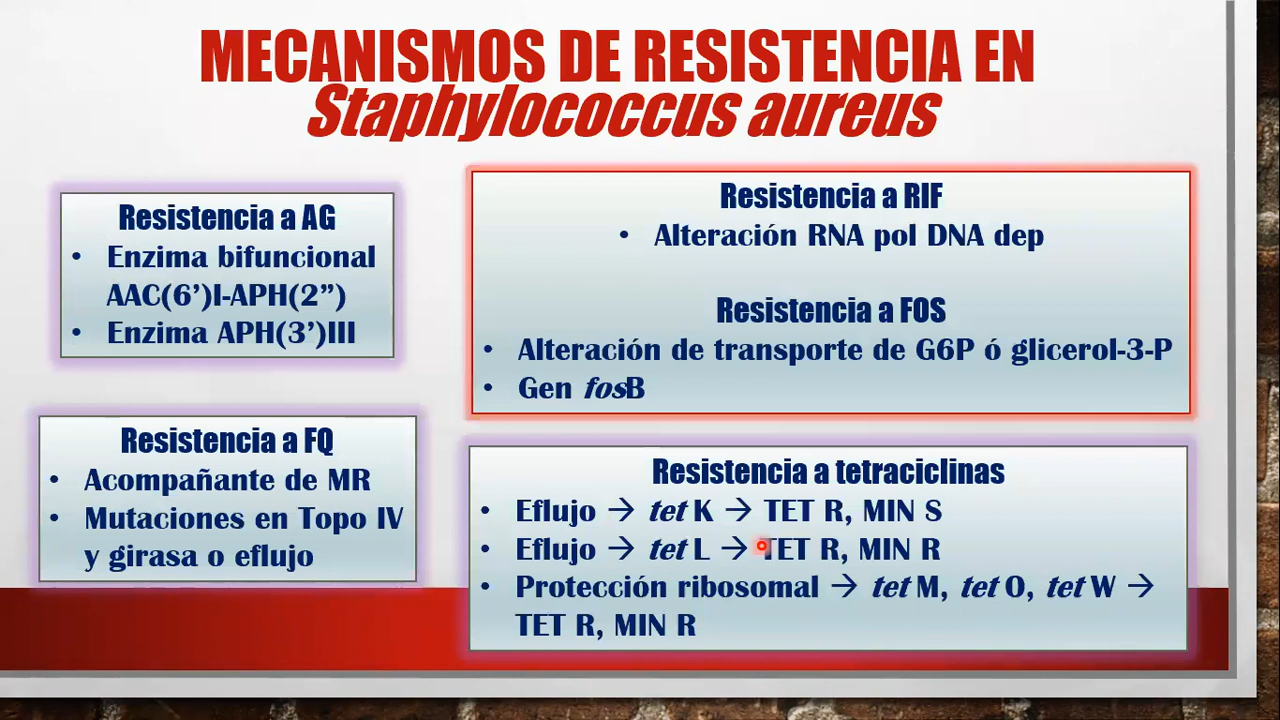 MECANISMOS DE RESISTENCIA EN
Staphylococcus aureus
Resistencia a AG
• Enzima bifuncional
AAC(6’)I-APH(2”)
• Enzima APH(3’)III
Resistencia a FQ
• Acompañante de MR
• Mutaciones en Topo IV
y girasa o eflujo
Resistencia a RIF
• Alteración RNA pol DNA dep
Resistencia a FOS
• Alteración de transporte de G6P ó glicerol-3-P
• Gen fosB
Resistencia a tetraciclinas
• Eflujo → tet K → TET R, MIN S
• Eflujo → tet L → TET R, MIN R
• Protección ribosomal → tet M, tet O, tet W →
TET R, MIN R